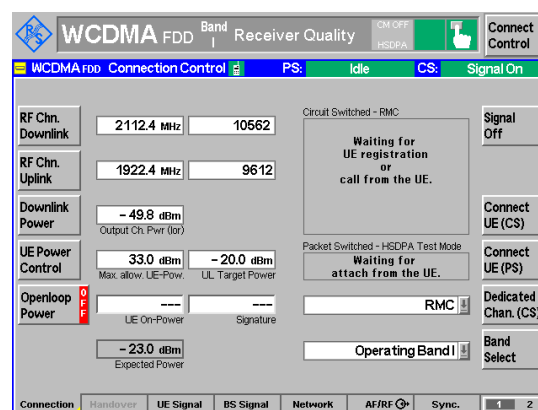 WCDMA FDD Band I Receiver Quality CM OFF HSDPA Connect Control
WCDMA FDD Connection Control PS: Idle CS: Signal On
RF Chn. Downlink 2112.4 MHz 10562
RF Chn. Uplink 1922.4 MHz 9612
Downlink Power - 49.8 dBm
Output Ch. Pwr (Ior)
UE Power Control 33.0 dBm - 20.0 dBm
Max. allow. UE-Pow. UL Target Power
Openloop Power OFF --- ---
UE On-Power Signature
- 23.0 dBm
Expected Power
Circuit Switched - RMC
Waiting for
UE registration
or
call from the UE.
Packet Switched - HSDPA Test Mode
Waiting for
attach from the UE.
RMC
Operating Band I
Signal Off
Connect UE (CS)
Connect UE (PS)
Dedicated Chan. (CS)
Band Select
Connection Handover UE Signal BS Signal Network AF/RF Sync. 1 2